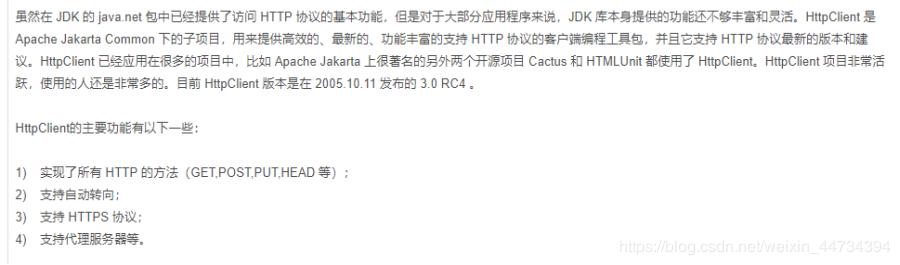 虽然在 JDK 的 java.net 包中已经提供了访问 HTTP 协议的基本功能，但是对于大部分应用程序来说，JDK 库本身提供的功能还不够丰富和灵活。HttpClient 是
Apache Jakarta Common 下的子项目，用来提供高效的、最新的、功能丰富的支持 HTTP 协议的客户端编程工具包，并且它支持 HTTP 协议最新的版本和建
议。HttpClient 已经应用在很多的项目中，比如 Apache Jakarta 上很著名的另外两个开源项目 Cactus 和 HTMLUnit 都使用了 HttpClient。HttpClient 项目非常活
跃，使用的人还是非常多的。目前 HttpClient 版本是在 2005.10.11 发布的 3.0 RC4 。
HttpClient的主要功能有以下一些：
1) 实现了所有 HTTP 的方法（GET,POST,PUT,HEAD 等）；
2) 支持自动转向；
3) 支持 HTTPS 协议；
4) 支持代理服务器等。
https://blog.csdn.net/weixin_44734394